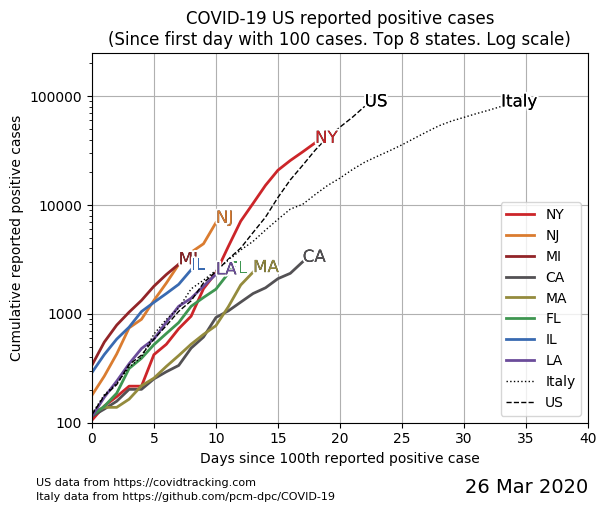 COVID-19 US reported positive cases
(Since first day with 100 cases. Top 8 states. Log scale)
Cumulative reported positive cases
100000
10000
1000
100
US
Italy
NY
NJ
MI
IL
LA
FL
MA
CA
NY
NJ
MI
CA
MA
FL
IL
LA
Italy
US
0 5 10 15 20 25 30 35 40
Days since 100th reported positive case
US data from https://covidtracking.com
Italy data from https://github.com/pcm-dpc/COVID-19
26 Mar 2020